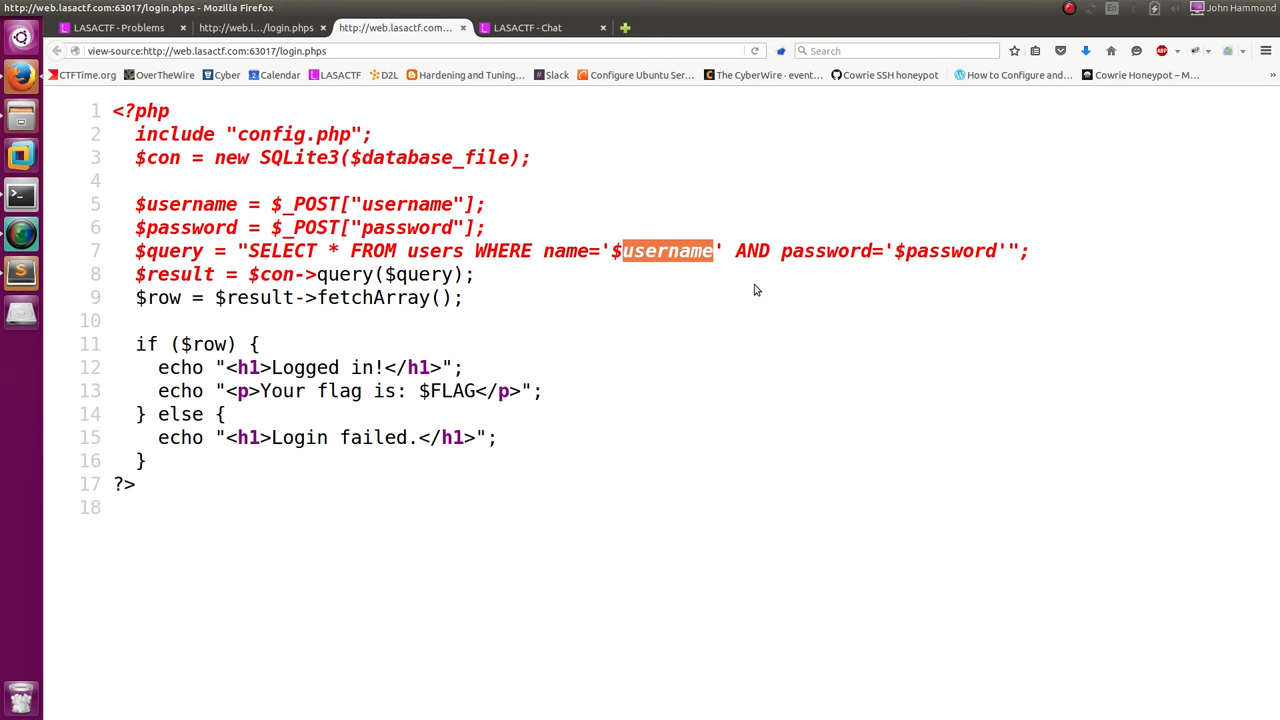 http://web.lasactf.com:63017/login.phps - Mozilla Firefox
En
John Hammond
LASACTF - Problems
http://web.l.../login.phps
http://web.lasactf.com...
LASACTF - Chat
view-source:http://web.lasactf.com:63017/login.phps
Search
ABP
CTFTime.org
OverTheWire
Cyber
Calendar
LASACTF
D2L
Hardening and Tuning...
Slack
Configure Ubuntu Ser...
The CyberWire - event...
Cowrie SSH honeypot
How to Configure and...
Cowrie Honeypot – M...
»
1 <?php
2 include "config.php";
3 $con = new SQLite3($database_file);
4
5 $username = $_POST["username"];
6 $password = $_POST["password"];
7 $query = "SELECT * FROM users WHERE name='$username' AND password='$password'";
8 $result = $con->query($query);
9 $row = $result->fetchArray();
10
11 if ($row) {
12 echo "<h1>Logged in!</h1>";
13 echo "<p>Your flag is: $FLAG</p>";
14 } else {
15 echo "<h1>Login failed.</h1>";
16 }
17 ?>
18